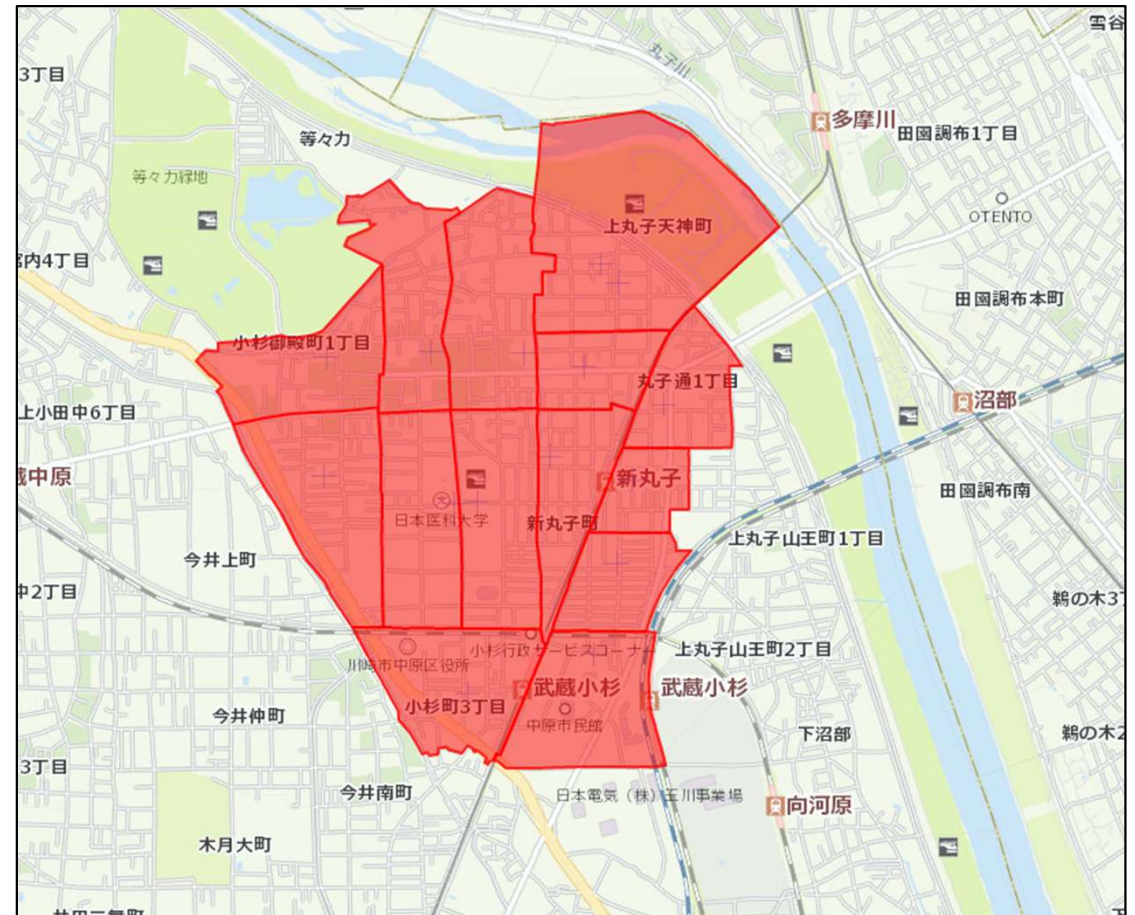 雪谷
3丁目
丸子川
多摩川
田園調布1丁目
等々力
等々力緑地
OTENTO
上丸子天神町
宮内4丁目
田園調布本町
小杉御殿町1丁目
丸子通1丁目
上小田中6丁目
沼部
蔵中原
新丸子
田園調布南
日本医科大学
新丸子町
上丸子山王町1丁目
今井上町
中2丁目
鵜の木3丁
小杉行政サービスコーナー
上丸子山王町2丁目
川崎市中原区役所
武蔵小杉
武蔵小杉
小杉町3丁目
今井仲町
中原市民館
下沼部
鵜の木2
3丁目
今井南町
日本電気(株)玉川事業場
向河原
木月大町